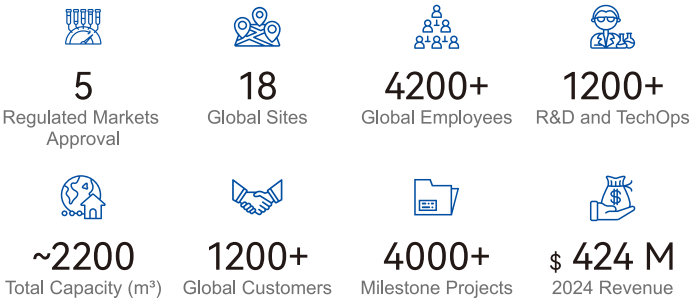 5
Regulated Markets
Approval
18
Global Sites
4200+
Global Employees
1200+
R&D and TechOps
~2200
Total Capacity (m³)
1200+
Global Customers
4000+
Milestone Projects
$ 424 M
2024 Revenue